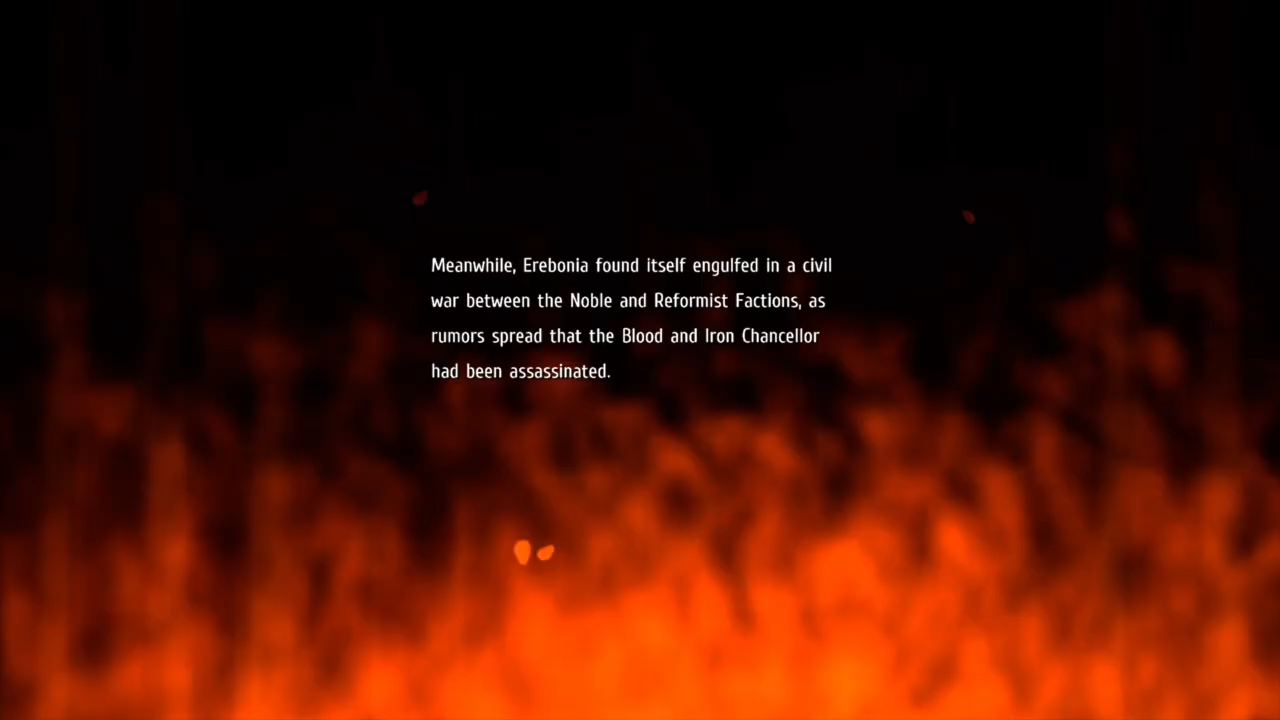 Meanwhile, Erebonia found itself engulfed in a civil
war between the Noble and Reformist Factions, as
rumors spread that the Blood and Iron Chancellor
had been assassinated.